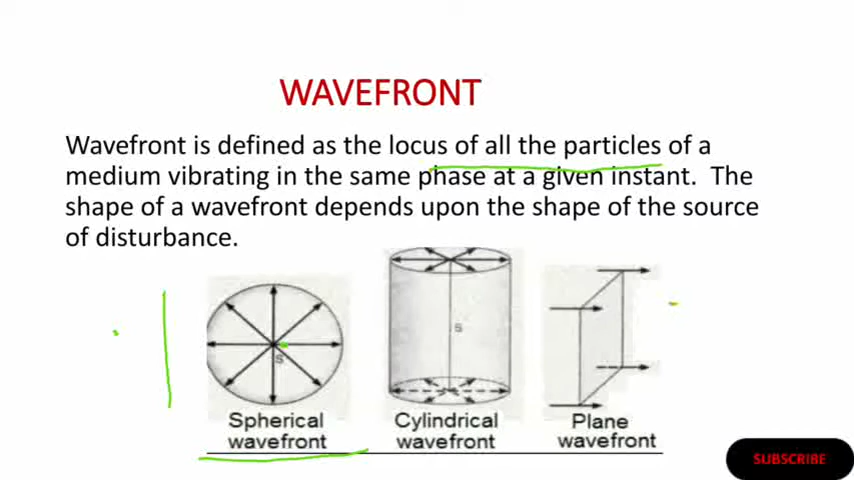 WAVEFRONT
Wavefront is defined as the locus of all the particles of a
medium vibrating in the same phase at a given instant. The
shape of a wavefront depends upon the shape of the source
of disturbance.
S
S
Spherical
wavefront
Cylindrical
wavefront
Plane
wavefront
SUBSCRIBE